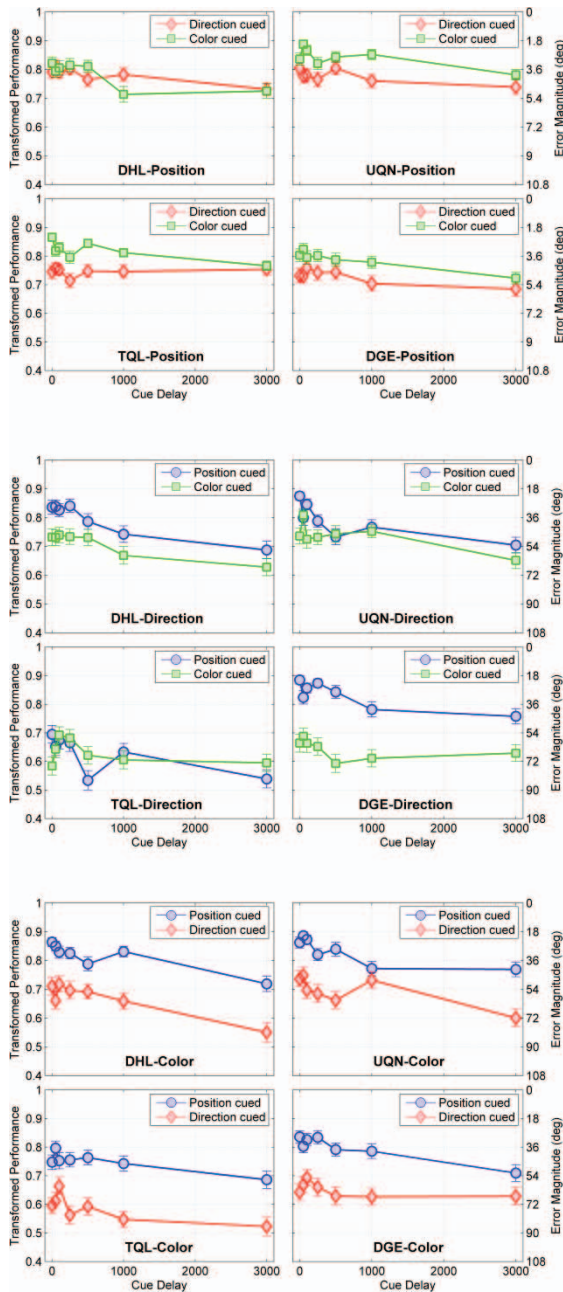 Direction cued
Color cued
Direction cued
Color cued
Transformed Performance
1
0.9
0.8
0.7
0.6
0.5
0.4
DHL-Position
UQN-Position
0
1.8
3.6
5.4
7.2
9
10.8
Error Magnitude (deg)
Direction cued
Color cued
Direction cued
Color cued
Transformed Performance
1
0.9
0.8
0.7
0.6
0.5
0.4
TQL-Position
DGE-Position
0
1.8
3.6
5.4
7.2
9
10.8
Error Magnitude (deg)
0 1000 2000 3000
0 1000 2000 3000
Cue Delay
Cue Delay
Position cued
Color cued
Position cued
Color cued
Transformed Performance
1
0.9
0.8
0.7
0.6
0.5
0.4
DHL-Direction
UQN-Direction
0
18
36
54
72
90
108
Error Magnitude (deg)
Position cued
Color cued
Position cued
Color cued
Transformed Performance
1
0.9
0.8
0.7
0.6
0.5
0.4
TQL-Direction
DGE-Direction
0
18
36
54
72
90
108
Error Magnitude (deg)
0 1000 2000 3000
0 1000 2000 3000
Cue Delay
Cue Delay
Position cued
Direction cued
Position cued
Direction cued
Transformed Performance
1
0.9
0.8
0.7
0.6
0.5
0.4
DHL-Color
UQN-Color
0
18
36
54
72
90
108
Error Magnitude (deg)
Position cued
Direction cued
Position cued
Direction cued
Transformed Performance
1
0.9
0.8
0.7
0.6
0.5
0.4
TQL-Color
DGE-Color
0
18
36
54
72
90
108
Error Magnitude (deg)
0 1000 2000 3000
0 1000 2000 3000
Cue Delay
Cue Delay